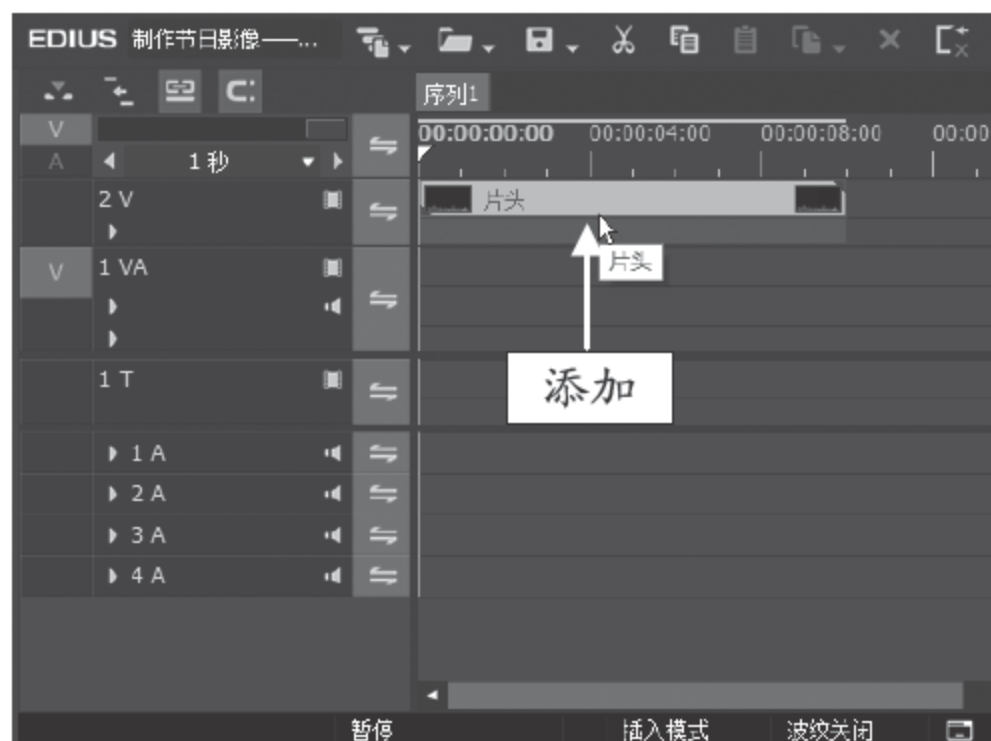 EDIUS 制作节日影像——...
序列1
V
A
1秒
00:00:00:00 00:00:04:00 00:00:08:00 00:00
2 V
片头
V
1 VA
片头
添加
1 T
1 A
2 A
3 A
4 A
暂停 插入模式 波纹关闭